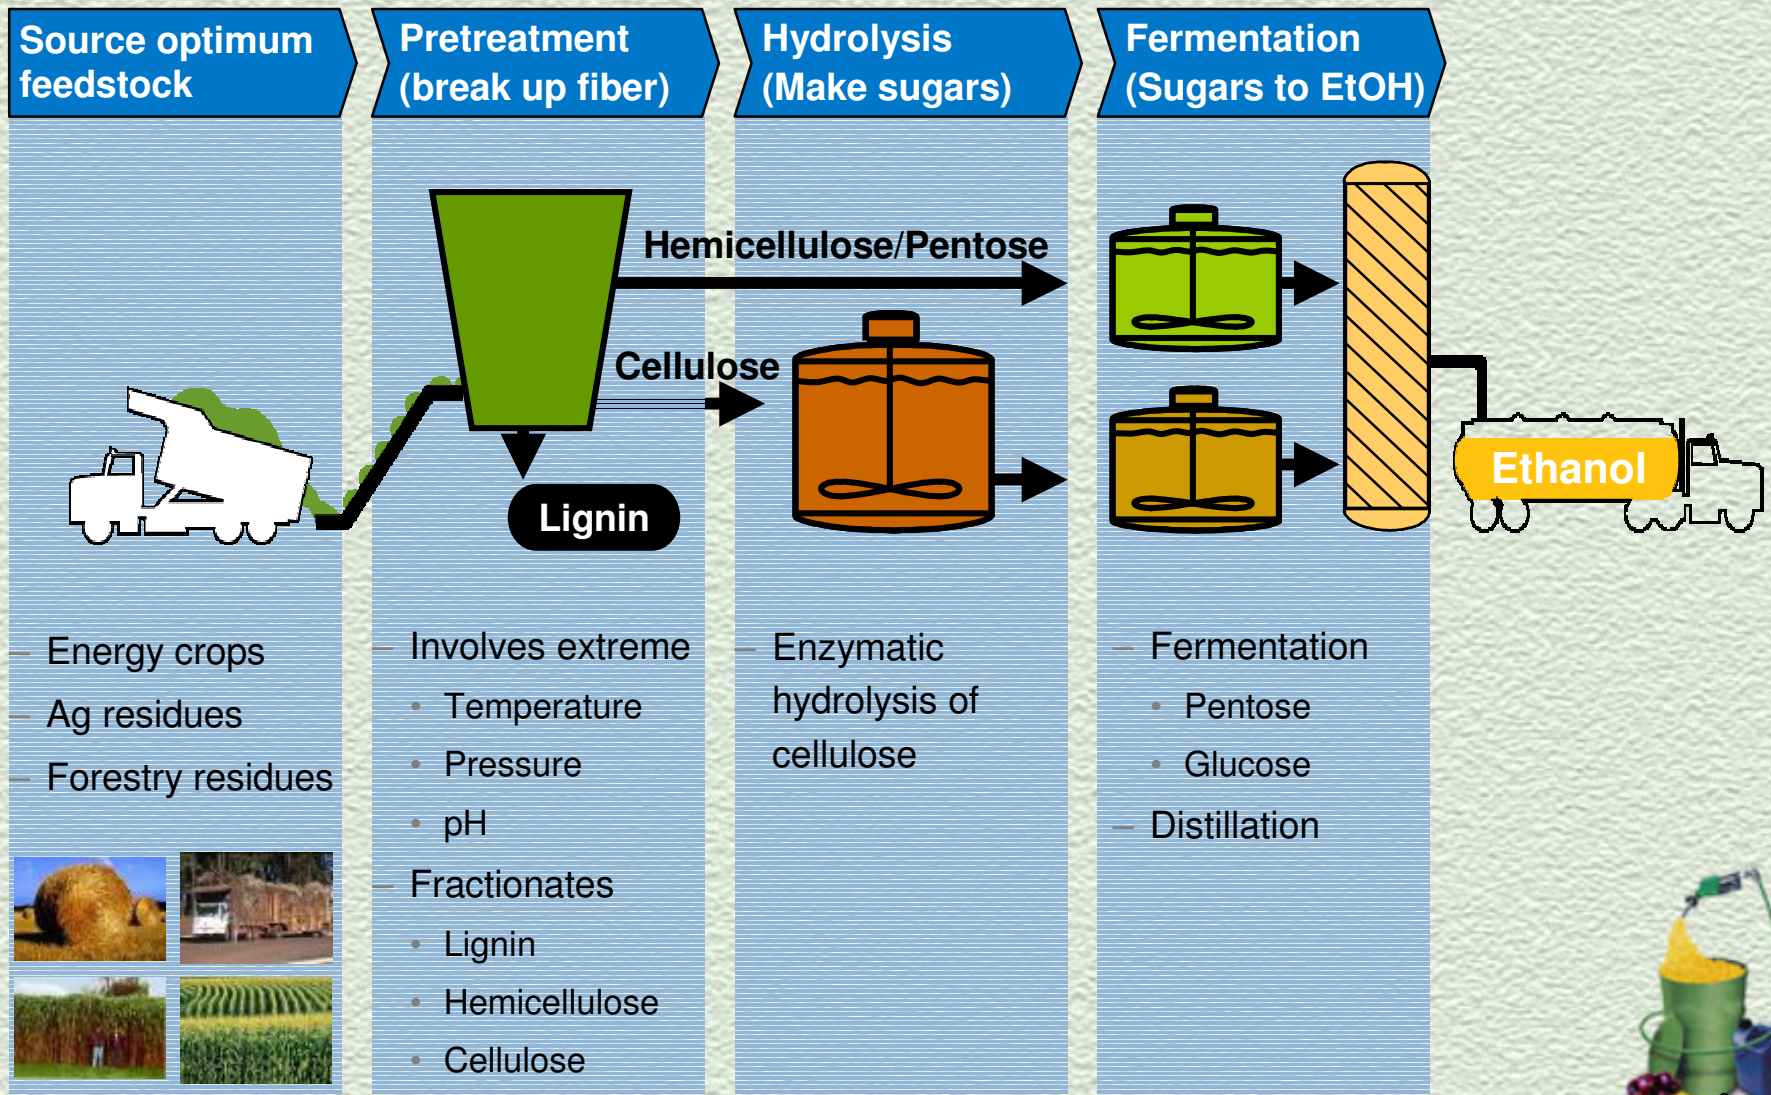 Source optimum
feedstock
Pretreatment
(break up fiber)
Hydrolysis
(Make sugars)
Fermentation
(Sugars to EtOH)
Hemicellulose/Pentose
Cellulose
Lignin
Ethanol
– Energy crops
– Ag residues
– Forestry residues
– Involves extreme
• Temperature
• Pressure
• pH
– Fractionates
• Lignin
• Hemicellulose
• Cellulose
– Enzymatic
hydrolysis of
cellulose
– Fermentation
• Pentose
• Glucose
– Distillation